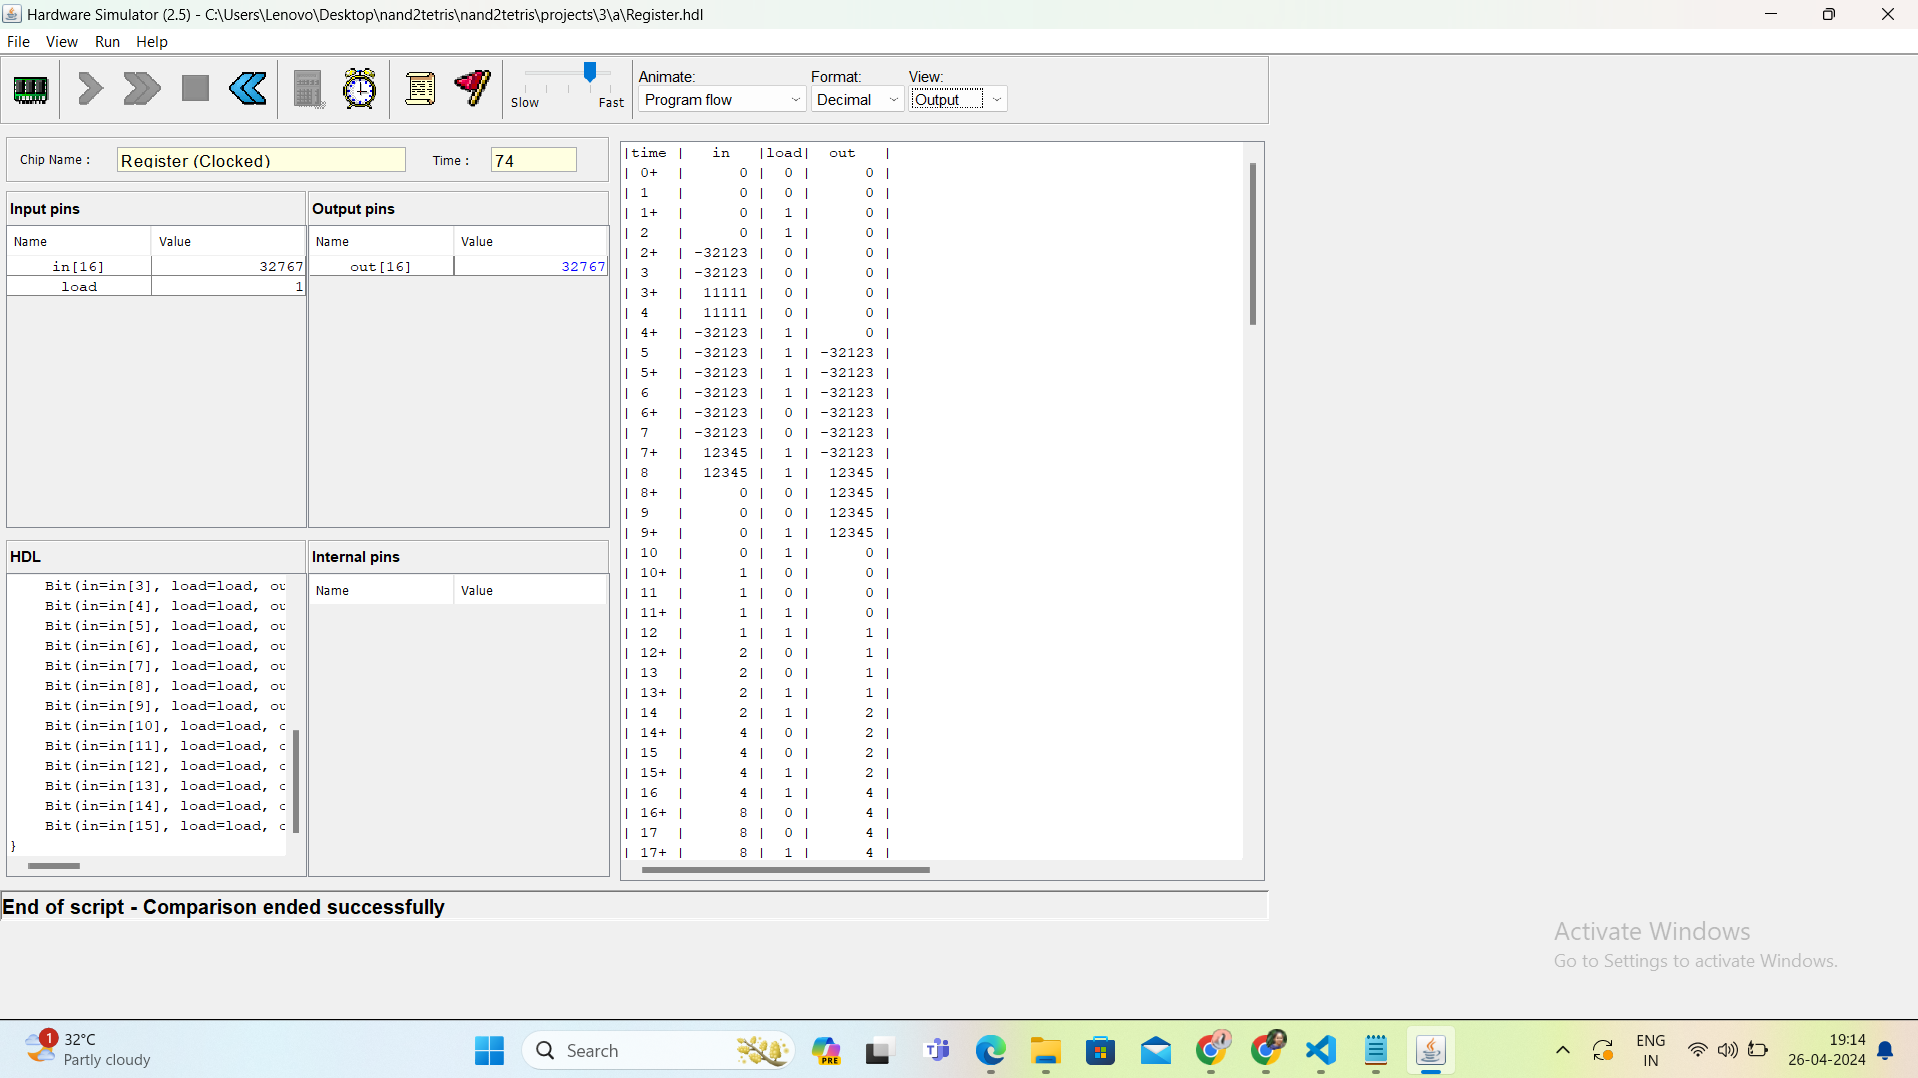 Hardware Simulator (2.5) - C:\Users\Lenovo\Desktop\nand2tetris\nand2tetris\projects\3\a\Register.hdl
File View Run Help
Slow Fast
Animate: Format: View:
Program flow Decimal Output
Chip Name : Register (Clocked) Time : 74
Input pins
Name Value
in[16] 32767
load 1
Output pins
Name Value
out[16] 32767
HDL
Bit(in=in[3], load=load, ou
Bit(in=in[4], load=load, ou
Bit(in=in[5], load=load, ou
Bit(in=in[6], load=load, ou
Bit(in=in[7], load=load, ou
Bit(in=in[8], load=load, ou
Bit(in=in[9], load=load, ou
Bit(in=in[10], load=load, o
Bit(in=in[11], load=load, o
Bit(in=in[12], load=load, o
Bit(in=in[13], load=load, o
Bit(in=in[14], load=load, o
Bit(in=in[15], load=load, o
}
Internal pins
Name Value
|time | in |load| out |
| 0+ | 0 | 0 | 0 |
| 1 | 0 | 0 | 0 |
| 1+ | 0 | 1 | 0 |
| 2 | 0 | 1 | 0 |
| 2+ | -32123 | 0 | 0 |
| 3 | -32123 | 0 | 0 |
| 3+ | 11111 | 0 | 0 |
| 4 | 11111 | 0 | 0 |
| 4+ | -32123 | 1 | 0 |
| 5 | -32123 | 1 | -32123 |
| 5+ | -32123 | 1 | -32123 |
| 6 | -32123 | 1 | -32123 |
| 6+ | -32123 | 0 | -32123 |
| 7 | -32123 | 0 | -32123 |
| 7+ | 12345 | 1 | -32123 |
| 8 | 12345 | 1 | 12345 |
| 8+ | 0 | 0 | 12345 |
| 9 | 0 | 0 | 12345 |
| 9+ | 0 | 1 | 12345 |
| 10 | 0 | 1 | 0 |
| 10+ | 1 | 0 | 0 |
| 11 | 1 | 0 | 0 |
| 11+ | 1 | 1 | 0 |
| 12 | 1 | 1 | 1 |
| 12+ | 2 | 0 | 1 |
| 13 | 2 | 0 | 1 |
| 13+ | 2 | 1 | 1 |
| 14 | 2 | 1 | 2 |
| 14+ | 4 | 0 | 2 |
| 15 | 4 | 0 | 2 |
| 15+ | 4 | 1 | 2 |
| 16 | 4 | 1 | 4 |
| 16+ | 8 | 0 | 4 |
| 17 | 8 | 0 | 4 |
| 17+ | 8 | 1 | 4 |
End of script - Comparison ended successfully
Activate Windows
Go to Settings to activate Windows.
1
32°C
Partly cloudy
Search
PRE
ENG
IN
19:14
26-04-2024